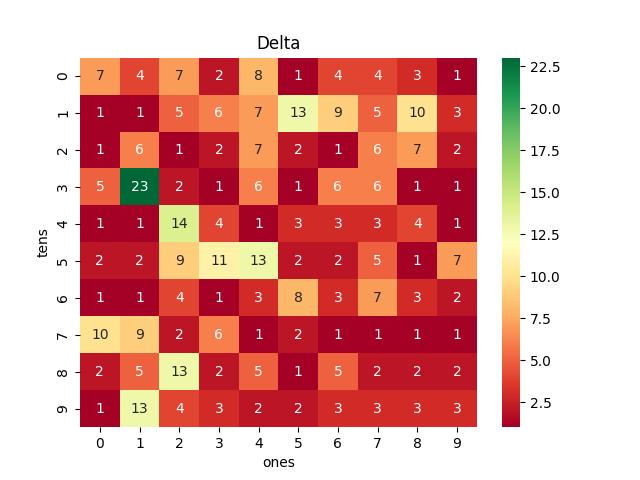 Delta
0 7 4 7 2 8 1 4 4 3 1
1 1 1 5 6 7 13 9 5 10 3
2 1 6 1 2 7 2 1 6 7 2
3 5 23 2 1 6 1 6 6 1 1
4 1 1 14 4 1 3 3 3 4 1
5 2 2 9 11 13 2 2 5 1 7
6 1 1 4 1 3 8 3 7 3 2
7 10 9 2 6 1 2 1 1 1 1
8 2 5 13 2 5 1 5 2 2 2
9 1 13 4 3 2 2 3 3 3 3
0 1 2 3 4 5 6 7 8 9
ones
tens
22.5
20.0
17.5
15.0
12.5
10.0
7.5
5.0
2.5